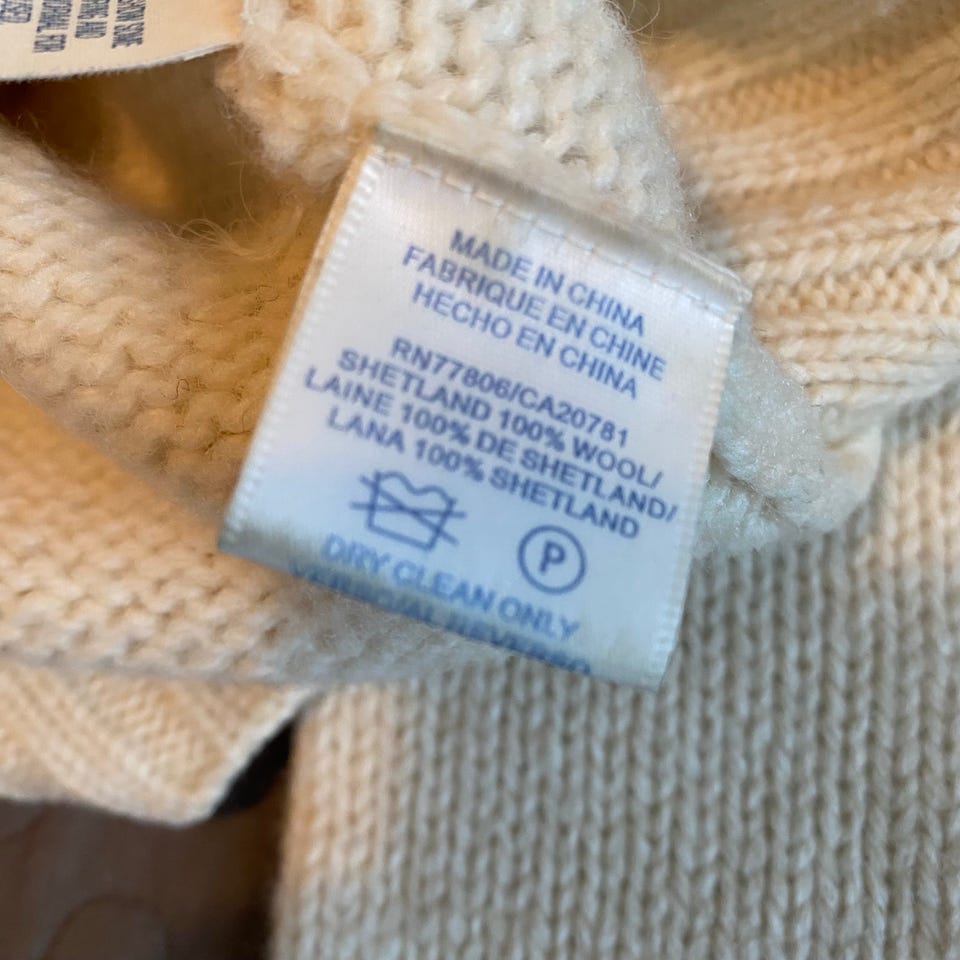 MADE IN CHINA
FABRIQUE EN CHINE
HECHO EN CHINA
RN77806/CA20781
SHETLAND 100% WOOL/
LAINE 100% DE SHETLAND/
LANA 100% SHETLAND
P
DRY CLEAN ONLY